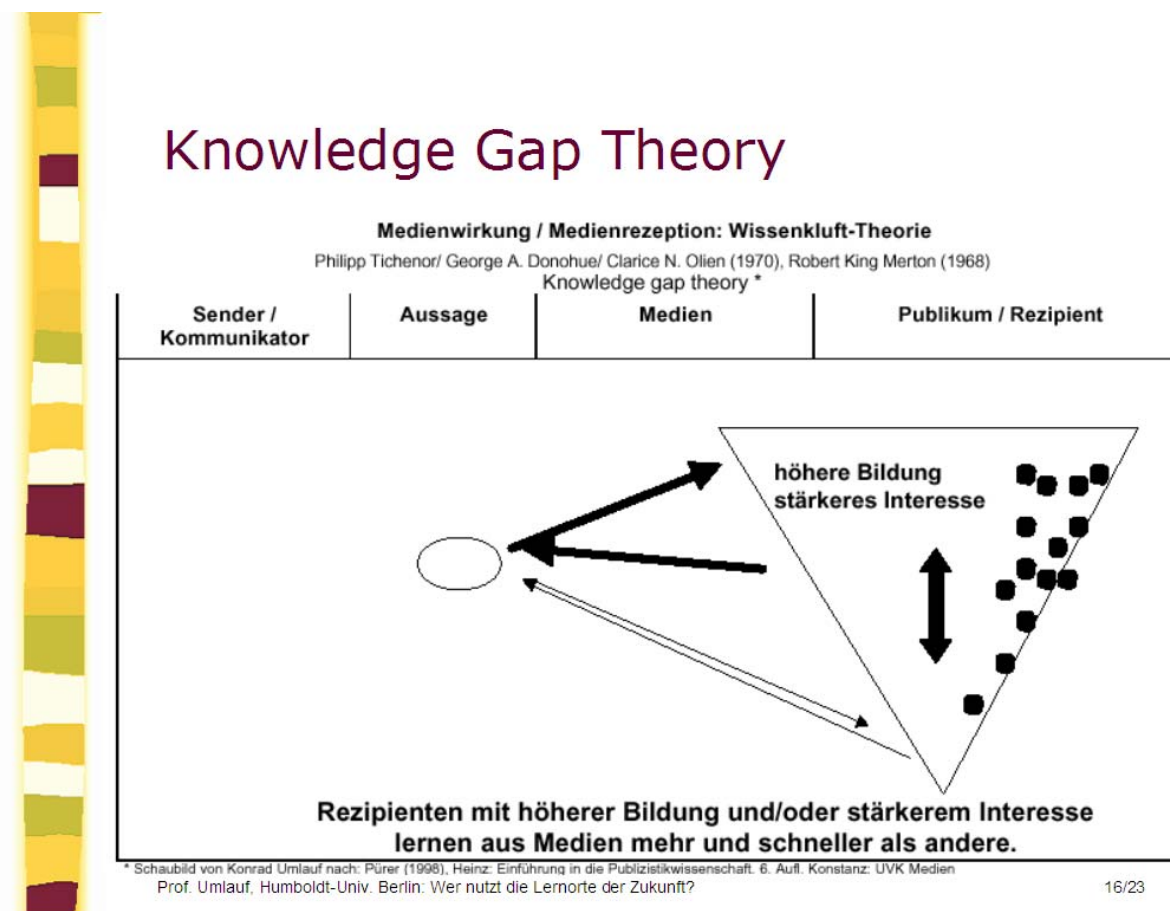 Knowledge Gap Theory
Medienwirkung / Medienrezeption: Wissenkluft-Theorie
Philipp Tichenor/ George A. Donohue/ Clarice N. Olien (1970), Robert King Merton (1968)
Knowledge gap theory *
Sender /
Kommunikator
Aussage
Medien
Publikum / Rezipient
höhere Bildung
stärkeres Interesse
Rezipienten mit höherer Bildung und/oder stärkerem Interesse
lernen aus Medien mehr und schneller als andere.
* Schaubild von Konrad Umlauf nach: Pürer (1998), Heinz: Einführung in die Publizistikwissenschaft. 6. Aufl. Konstanz: UVK Medien
Prof. Umlauf, Humboldt-Univ. Berlin: Wer nutzt die Lernorte der Zukunft?
16/23